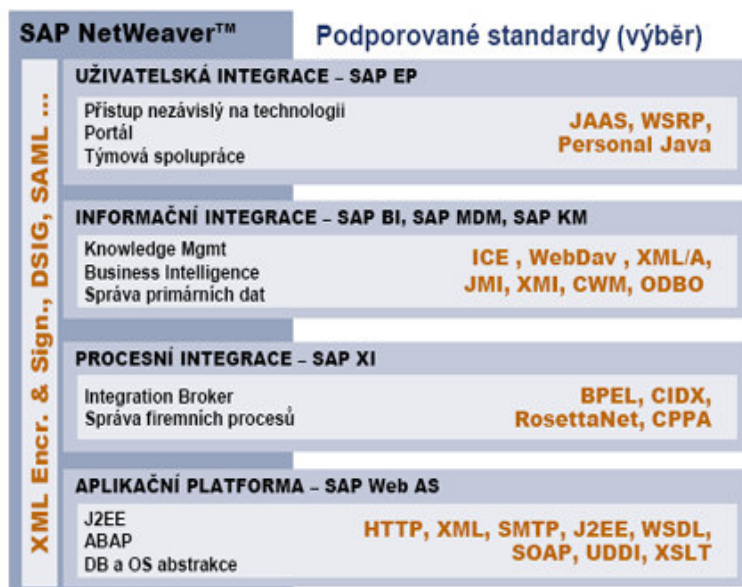 SAP NetWeaver™
Podporované standardy (výběr)
XML Encr. & Sign., DSIG, SAML ...
UŽIVATELSKÁ INTEGRACE – SAP EP
Přístup nezávislý na technologii
Portál
Týmová spolupráce
JAAS, WSRP,
Personal Java
INFORMAČNÍ INTEGRACE – SAP BI, SAP MDM, SAP KM
Knowledge Mgmt
Business Intelligence
Správa primárních dat
ICE , WebDav , XML/A,
JMI, XMI, CWM, ODBO
PROCESNÍ INTEGRACE – SAP XI
Integration Broker
Správa firemních procesů
BPEL, CIDX,
RosettaNet, CPPA
APLIKAČNÍ PLATFORMA – SAP Web AS
J2EE
ABAP
DB a OS abstrakce
HTTP, XML, SMTP, J2EE, WSDL,
SOAP, UDDI, XSLT